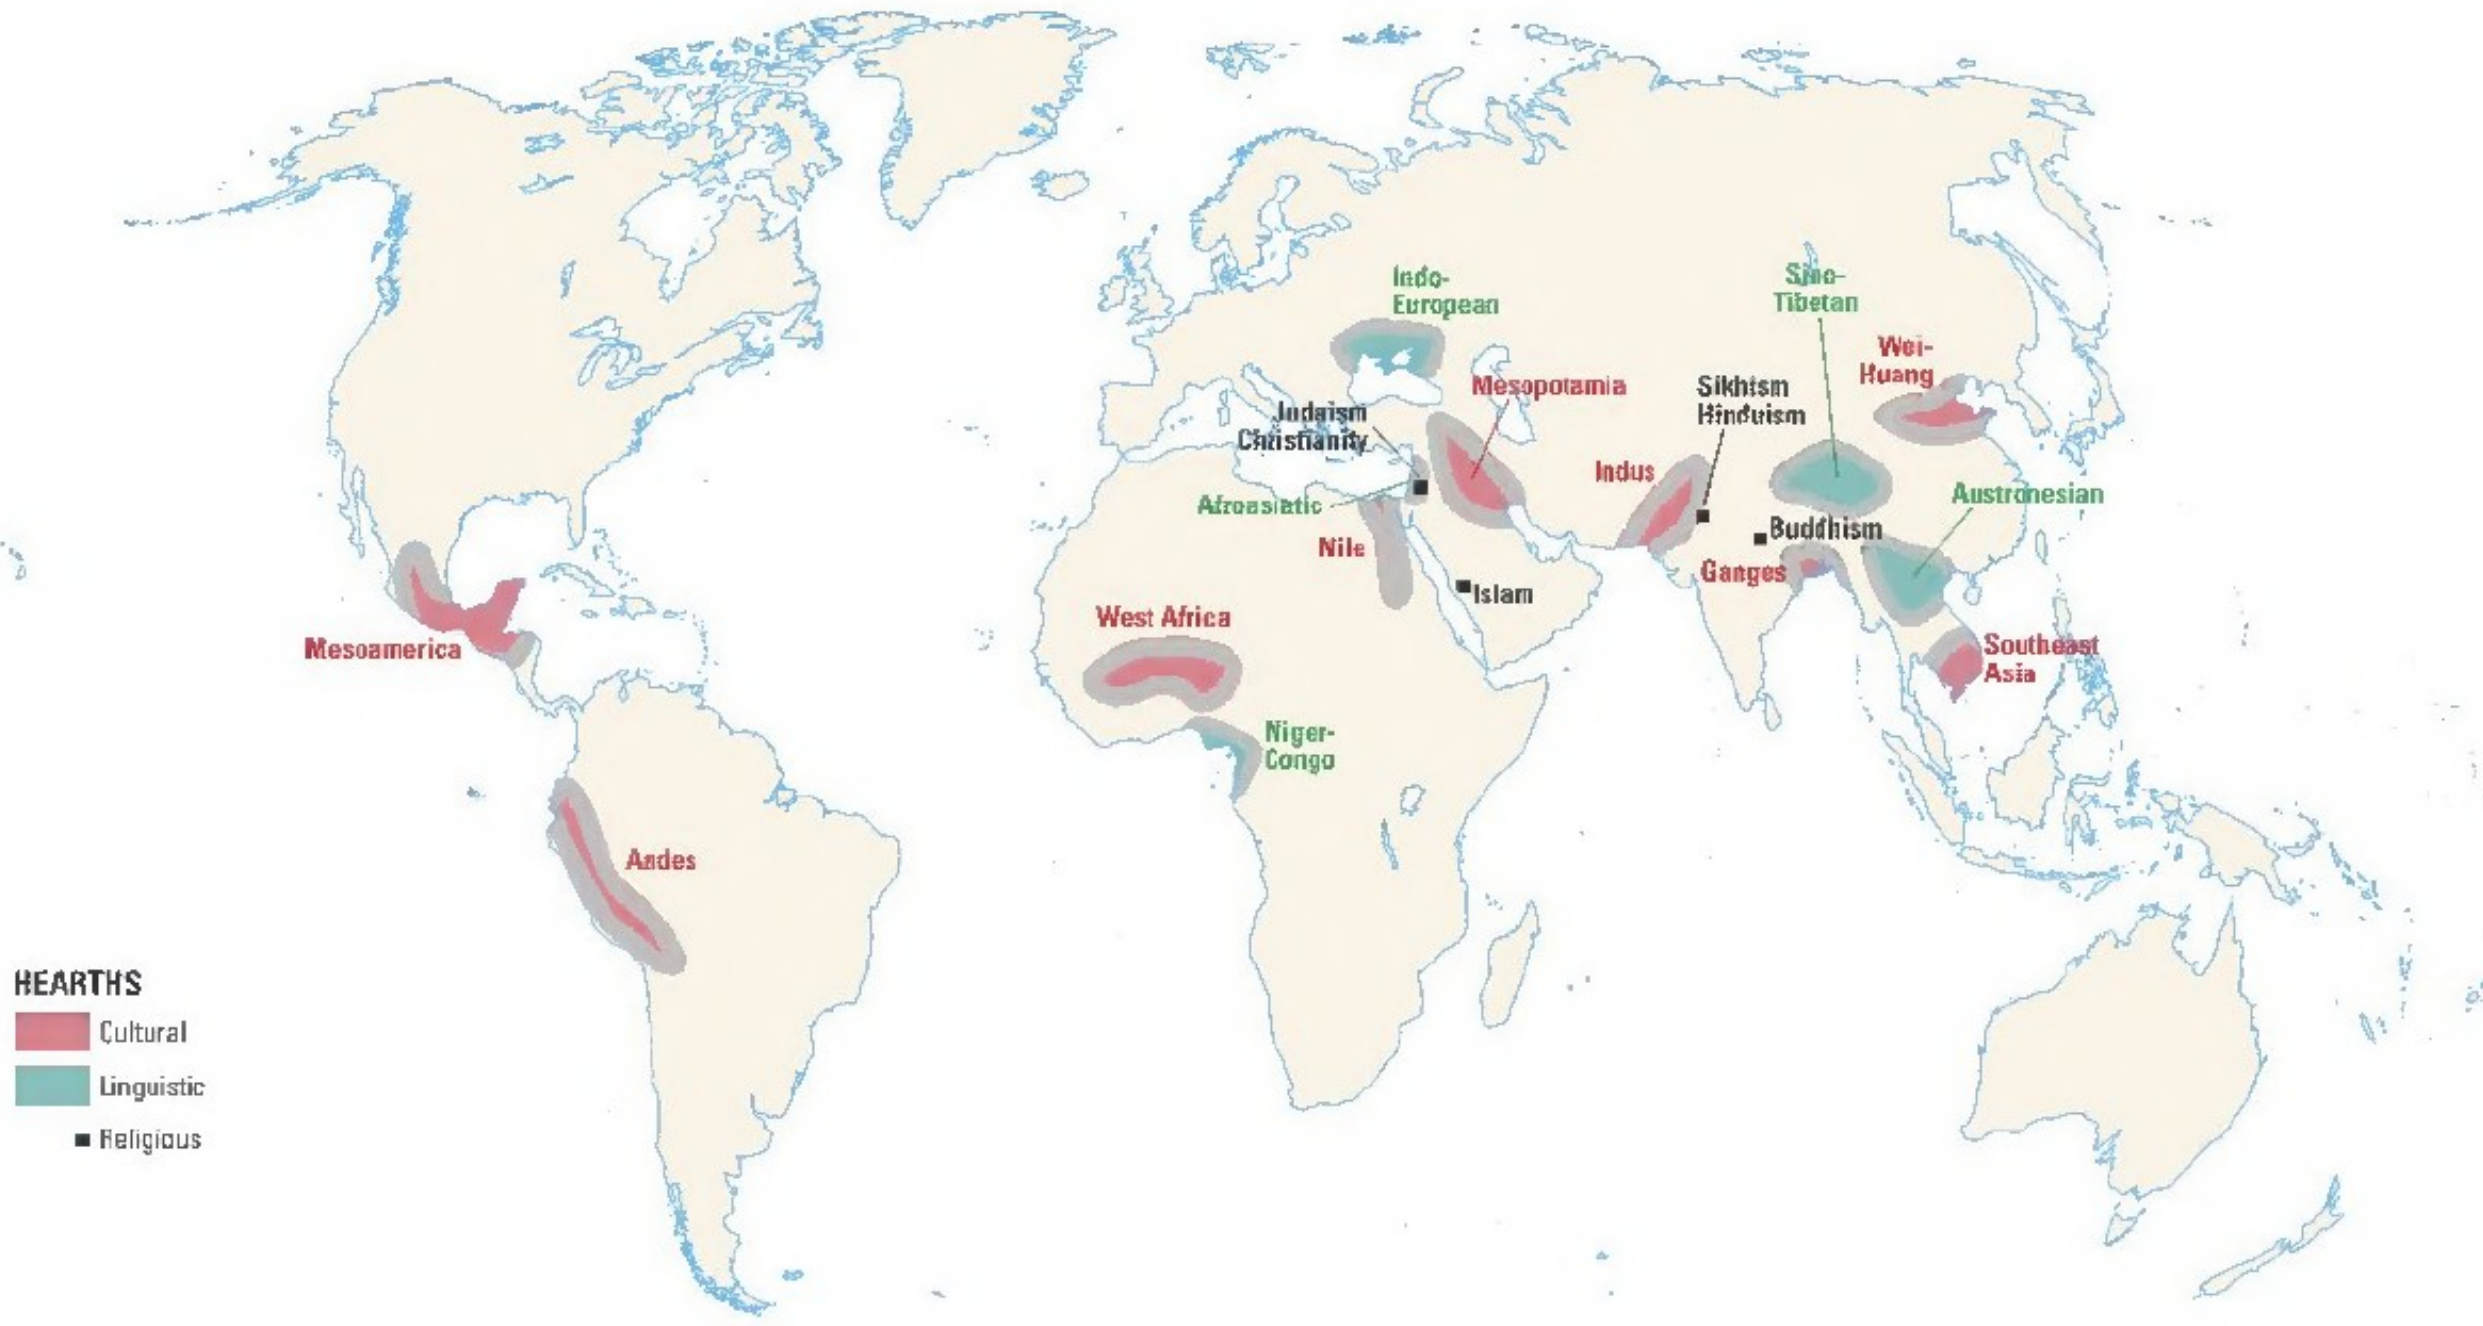 Indo-
European
Sino-
Tibetan
Wei-
Huang
Mesopotamia
Sikhism
Hinduism
Judaism
Christianity
Indus
Afroasiatic
Austronesian
Buddhism
Nile
Ganges
Islam
West Africa
Mesoamerica
Southeast
Asia
Niger-
Congo
Andes
HEARTHS
Cultural
Linguistic
Religious